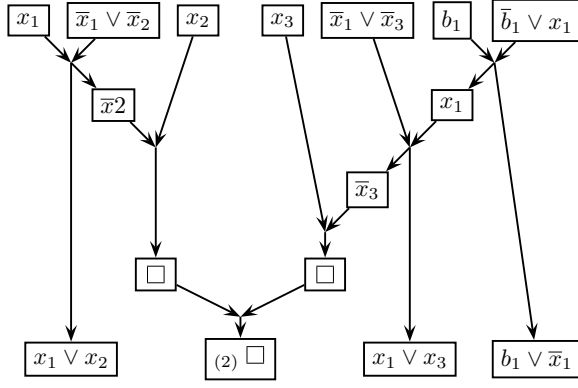 x₁ x̅₁ ∨ x̅₂ x₂ x₃ x̅₁ ∨ x̅₃ b₁ b̅₁ ∨ x₁
x̅2 x₁
x̅₃
□ □
x₁ ∨ x₂ (2) □ x₁ ∨ x₃ b₁ ∨ x̅₁